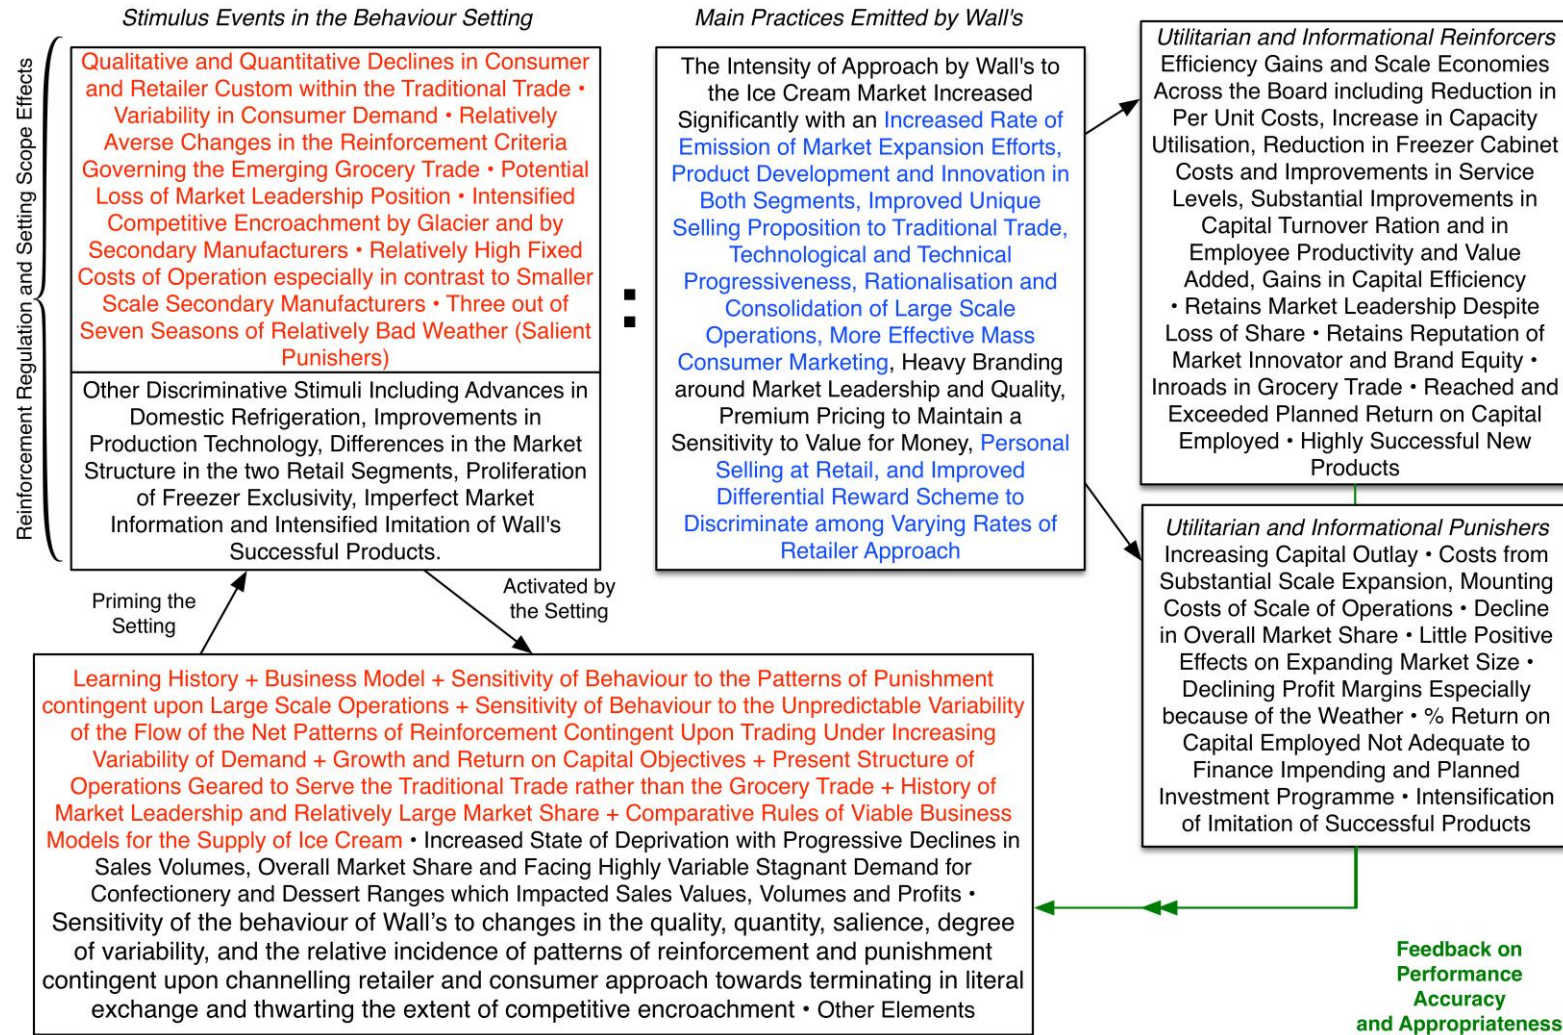 Stimulus Events in the Behaviour Setting
Reinforcement Regulation and Setting Scope Effects
Qualitative and Quantitative Declines in Consumer
and Retailer Custom within the Traditional Trade •
Variability in Consumer Demand • Relatively
Averse Changes in the Reinforcement Criteria
Governing the Emerging Grocery Trade • Potential
Loss of Market Leadership Position • Intensified
Competitive Encroachment by Glacier and by
Secondary Manufacturers • Relatively High Fixed
Costs of Operation especially in contrast to Smaller
Scale Secondary Manufacturers • Three out of
Seven Seasons of Relatively Bad Weather (Salient
Punishers)
Other Discriminative Stimuli Including Advances in
Domestic Refrigeration, Improvements in
Production Technology, Differences in the Market
Structure in the two Retail Segments, Proliferation
of Freezer Exclusivity, Imperfect Market
Information and Intensified Imitation of Wall's
Successful Products.
:
Main Practices Emitted by Wall's
The Intensity of Approach by Wall's to
the Ice Cream Market Increased
Significantly with an Increased Rate of
Emission of Market Expansion Efforts,
Product Development and Innovation in
Both Segments, Improved Unique
Selling Proposition to Traditional Trade,
Technological and Technical
Progressiveness, Rationalisation and
Consolidation of Large Scale
Operations, More Effective Mass
Consumer Marketing, Heavy Branding
around Market Leadership and Quality,
Premium Pricing to Maintain a
Sensitivity to Value for Money, Personal
Selling at Retail, and Improved
Differential Reward Scheme to
Discriminate among Varying Rates of
Retailer Approach
Utilitarian and Informational Reinforcers
Efficiency Gains and Scale Economies
Across the Board including Reduction in
Per Unit Costs, Increase in Capacity
Utilisation, Reduction in Freezer Cabinet
Costs and Improvements in Service
Levels, Substantial Improvements in
Capital Turnover Ration and in
Employee Productivity and Value
Added, Gains in Capital Efficiency
• Retains Market Leadership Despite
Loss of Share • Retains Reputation of
Market Innovator and Brand Equity •
Inroads in Grocery Trade • Reached and
Exceeded Planned Return on Capital
Employed • Highly Successful New
Products
Utilitarian and Informational Punishers
Increasing Capital Outlay • Costs from
Substantial Scale Expansion, Mounting
Costs of Scale of Operations • Decline
in Overall Market Share • Little Positive
Effects on Expanding Market Size •
Declining Profit Margins Especially
because of the Weather • % Return on
Capital Employed Not Adequate to
Finance Impending and Planned
Investment Programme • Intensification
of Imitation of Successful Products
Priming the
Setting
Activated by
the Setting
Learning History + Business Model + Sensitivity of Behaviour to the Patterns of Punishment
contingent upon Large Scale Operations + Sensitivity of Behaviour to the Unpredictable Variability
of the Flow of the Net Patterns of Reinforcement Contingent Upon Trading Under Increasing
Variability of Demand + Growth and Return on Capital Objectives + Present Structure of
Operations Geared to Serve the Traditional Trade rather than the Grocery Trade + History of
Market Leadership and Relatively Large Market Share + Comparative Rules of Viable Business
Models for the Supply of Ice Cream • Increased State of Deprivation with Progressive Declines in
Sales Volumes, Overall Market Share and Facing Highly Variable Stagnant Demand for
Confectionery and Dessert Ranges which Impacted Sales Values, Volumes and Profits •
Sensitivity of the behaviour of Wall's to changes in the quality, quantity, salience, degree
of variability, and the relative incidence of patterns of reinforcement and punishment
contingent upon channelling retailer and consumer approach towards terminating in literal
exchange and thwarting the extent of competitive encroachment • Other Elements
Feedback on
Performance
Accuracy
and Appropriateness